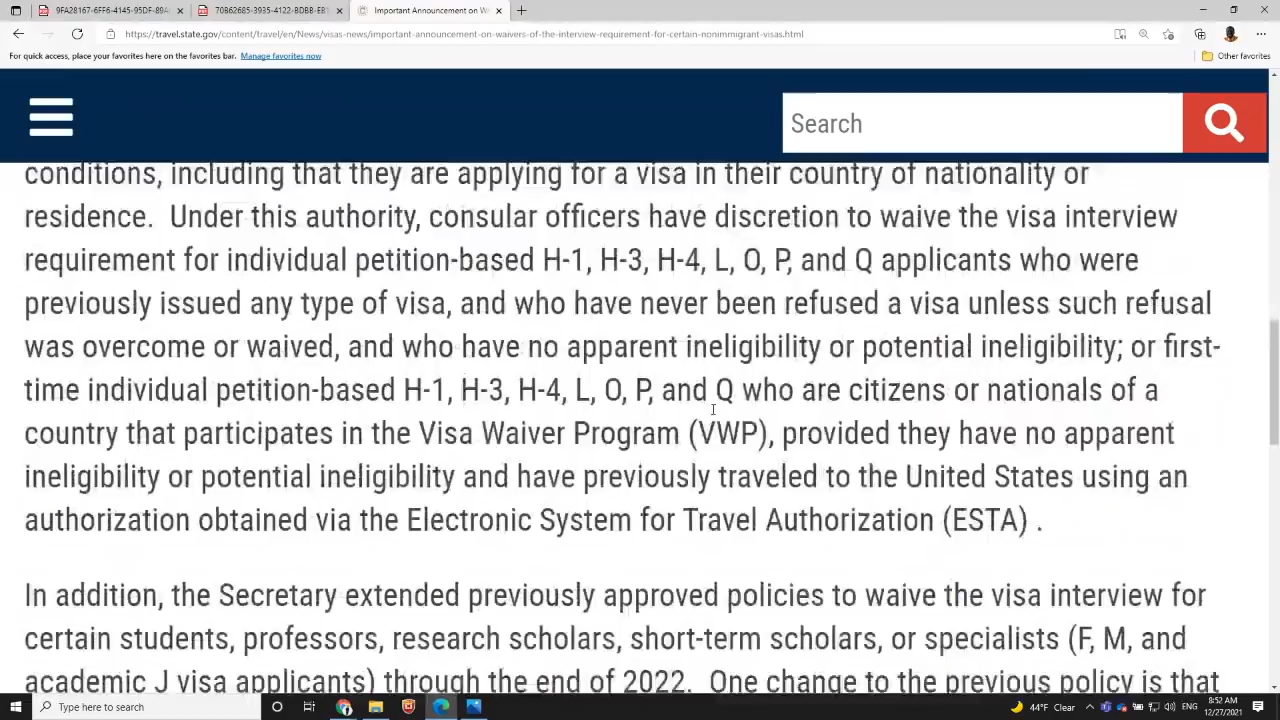 9FA28167-6FF6-4145-95DF-89A
70B62685-3935-4122-BDBB-EB1
Important Announcement on W
https://travel.state.gov/content/travel/en/News/visas-news/important-announcement-on-waivers-of-the-interview-requirement-for-certain-nonimmigrant-visas.html
For quick access, place your favorites here on the favorites bar. Manage favorites now
Other favorites
Search
conditions, including that they are applying for a visa in their country of nationality or
residence. Under this authority, consular officers have discretion to waive the visa interview
requirement for individual petition-based H-1, H-3, H-4, L, O, P, and Q applicants who were
previously issued any type of visa, and who have never been refused a visa unless such refusal
was overcome or waived, and who have no apparent ineligibility or potential ineligibility; or first-
time individual petition-based H-1, H-3, H-4, L, O, P, and Q who are citizens or nationals of a
country that participates in the Visa Waiver Program (VWP), provided they have no apparent
ineligibility or potential ineligibility and have previously traveled to the United States using an
authorization obtained via the Electronic System for Travel Authorization (ESTA) .
In addition, the Secretary extended previously approved policies to waive the visa interview for
certain students, professors, research scholars, short-term scholars, or specialists (F, M, and
academic J visa applicants) through the end of 2022. One change to the previous policy is that
Type here to search
44°F Clear
ENG
8:52 AM
12/27/2021